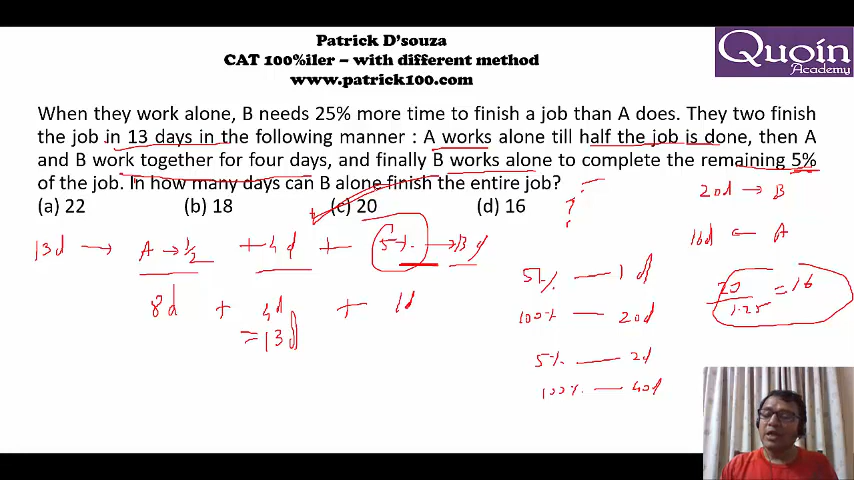 Patrick D'souza
CAT 100%iler – with different method
www.patrick100.com
Quoin
Academy
When they work alone, B needs 25% more time to finish a job than A does. They two finish
the job in 13 days in the following manner : A works alone till half the job is done, then A
and B work together for four days, and finally B works alone to complete the remaining 5%
of the job. In how many days can B alone finish the entire job?
(a) 22 (b) 18 (c) 20 (d) 16
?
20d → B
16d ← A
20/1.25 = 16
13d → A → 1/2 + 4d + 5% → B d
8d + 4d + 1d
= 13d
5% — 1d
100% — 20d
5% — 2d
100% — 40d